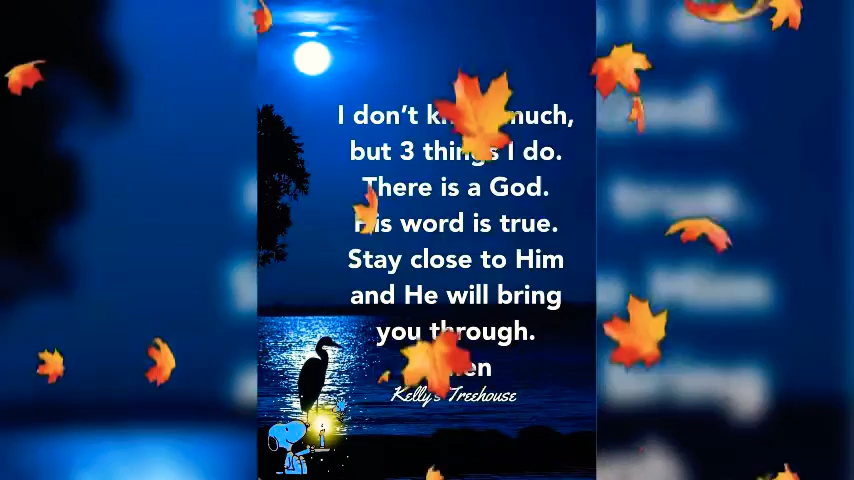 I don't much,
but 3 things I do.
There is a God.
His word is true.
Stay close to Him
and He will bring
you through.
Kelly's Treehouse